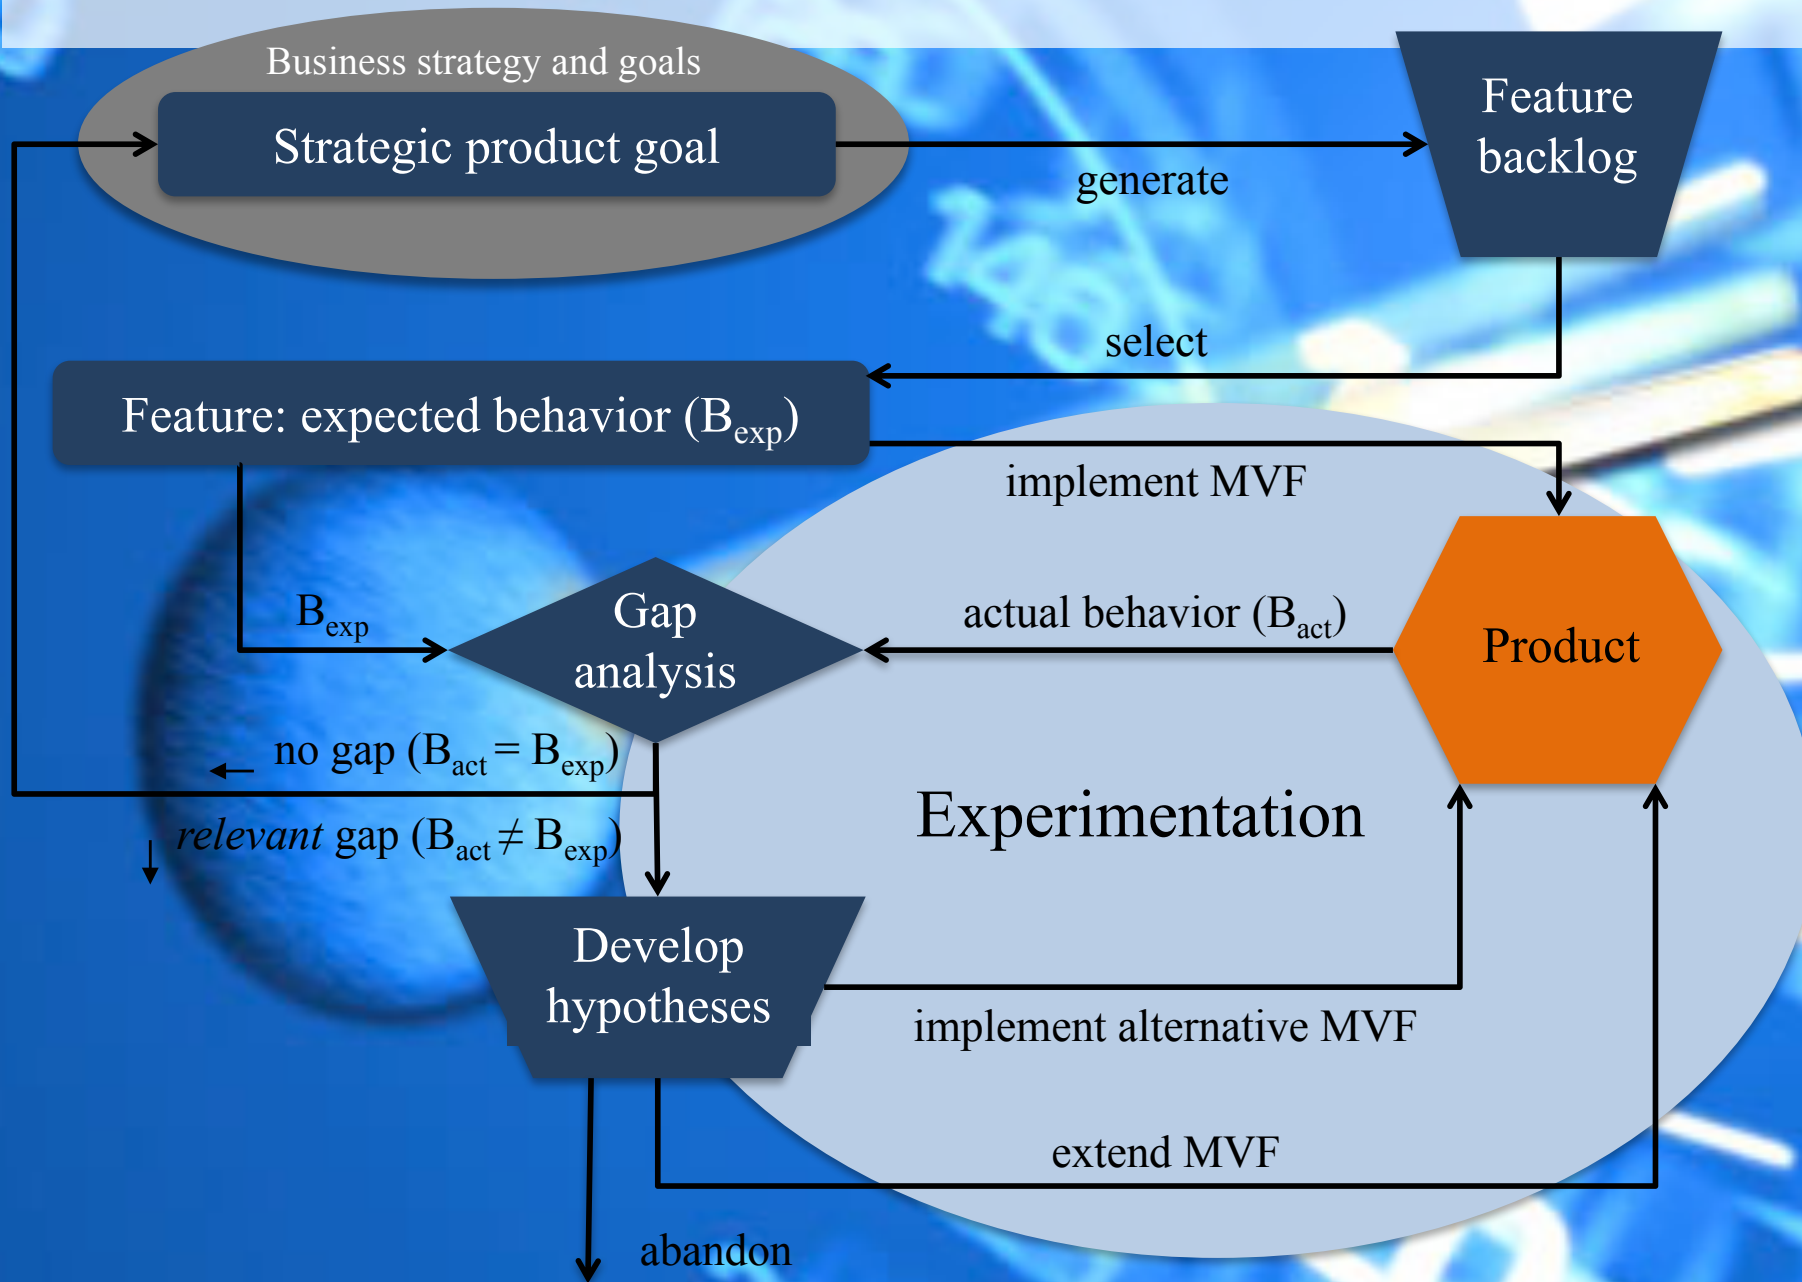 Business strategy and goals
Strategic product goal
Feature
backlog
generate
select
Feature: expected behavior (Bexp)
implement MVF
Bexp
Gap
analysis
actual behavior (Bact)
Product
no gap (Bact = Bexp)
relevant gap (Bact ≠ Bexp)
Experimentation
Develop
hypotheses
implement alternative MVF
extend MVF
abandon
146